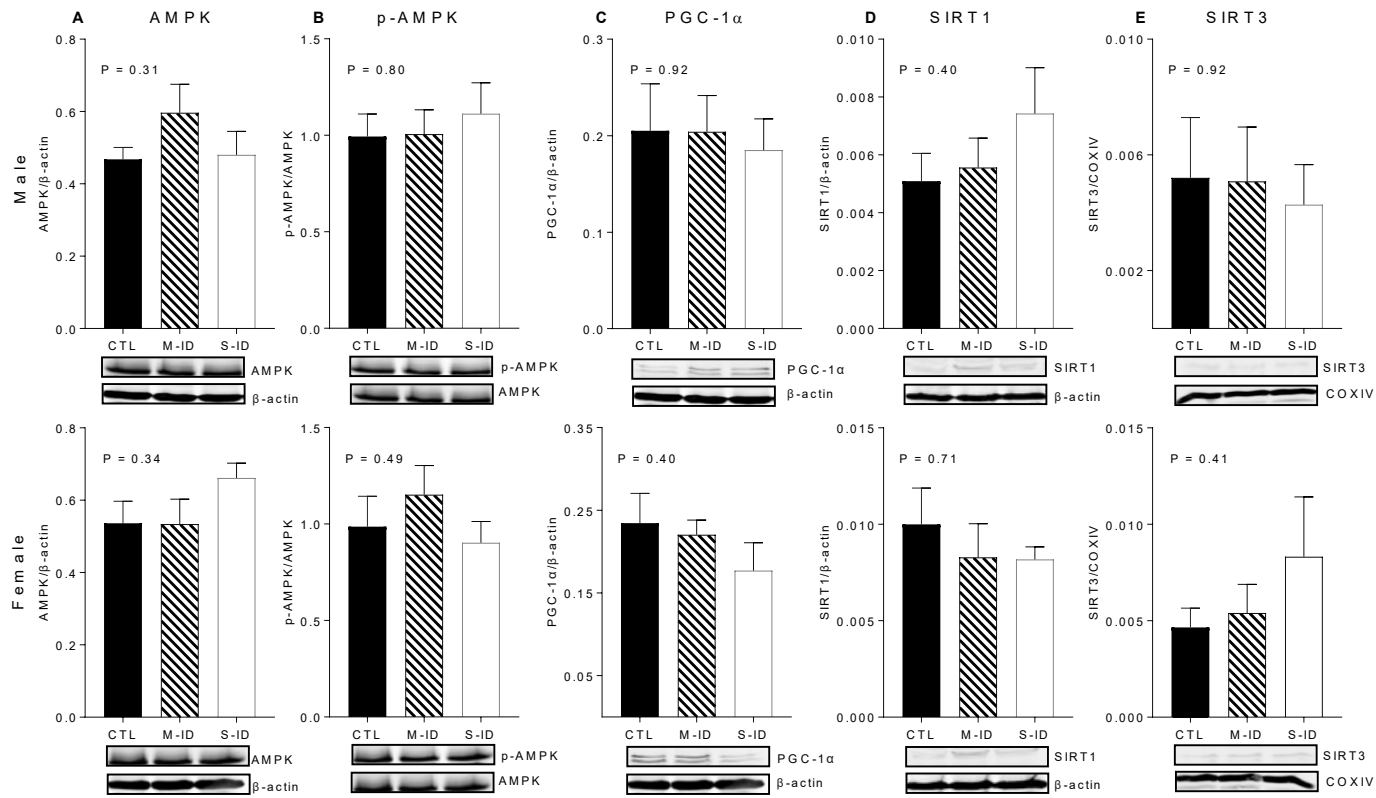 A AMPK
Male
AMPK/β-actin
0.8
0.6
0.4
0.2
0.0
P = 0.31
CTL M-ID S-ID
AMPK
β-actin
B p-AMPK
p-AMPK/AMPK
1.5
1.0
0.5
0.0
P = 0.80
CTL M-ID S-ID
p-AMPK
AMPK
C PGC-1α
PGC-1α/β-actin
0.3
0.2
0.1
0.0
P = 0.92
CTL M-ID S-ID
PGC-1α
β-actin
D SIRT1
SIRT1/β-actin
0.010
0.008
0.006
0.004
0.002
0.000
P = 0.40
CTL M-ID S-ID
SIRT1
β-actin
E SIRT3
SIRT3/COXIV
0.010
0.006
0.002
P = 0.92
CTL M-ID S-ID
SIRT3
COXIV
Female
AMPK/β-actin
0.8
0.6
0.4
0.2
0.0
P = 0.34
CTL M-ID S-ID
AMPK
β-actin
p-AMPK/AMPK
1.5
1.0
0.5
0.0
P = 0.49
CTL M-ID S-ID
p-AMPK
AMPK
PGC-1α/β-actin
0.35
0.25
0.15
0.05
P = 0.40
CTL M-ID S-ID
PGC-1α
β-actin
SIRT1/β-actin
0.015
0.010
0.005
0.000
P = 0.71
CTL M-ID S-ID
SIRT1
β-actin
SIRT3/COXIV
0.015
0.010
0.005
0.000
P = 0.41
CTL M-ID S-ID
SIRT3
COXIV